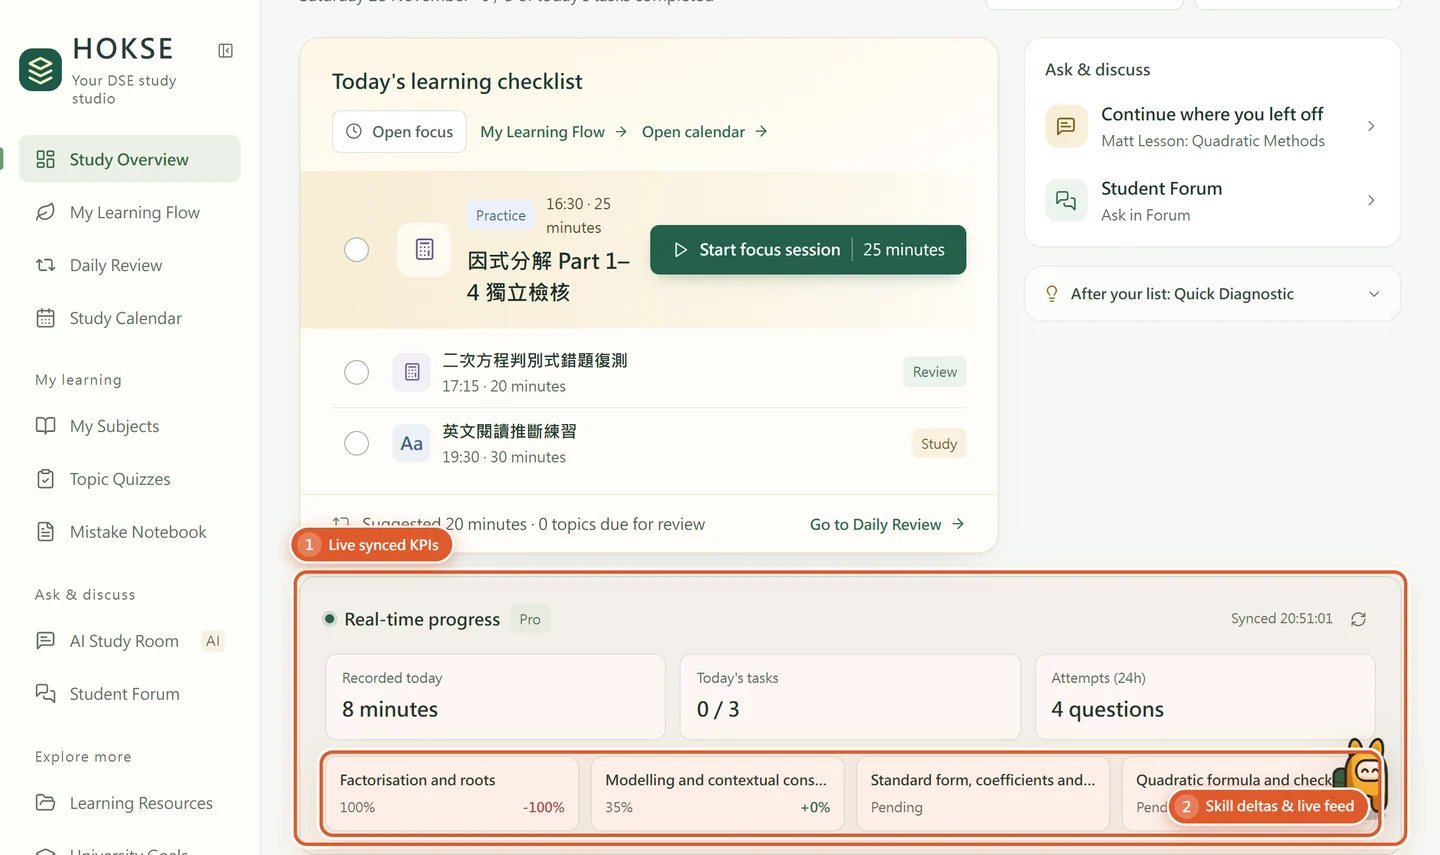 HOKSE
Your DSE study
studio
Study Overview
My Learning Flow
Daily Review
Study Calendar
My learning
My Subjects
Topic Quizzes
Mistake Notebook
Ask & discuss
AI Study Room AI
Student Forum
Explore more
Learning Resources
Today's learning checklist
Open focus My Learning Flow → Open calendar →
Practice 16:30 · 25
minutes
因式分解 Part 1–
4 獨立檢核
Start focus session 25 minutes
二次方程判別式錯題復測
17:15 · 20 minutes
Review
Aa
英文閱讀推斷練習
19:30 · 30 minutes
Study
Suggested 20 minutes · 0 topics due for review
Go to Daily Review →
Ask & discuss
Continue where you left off
Matt Lesson: Quadratic Methods
Student Forum
Ask in Forum
After your list: Quick Diagnostic
1 Live synced KPIs
Real-time progress Pro
Synced 20:51:01
Recorded today
8 minutes
Today's tasks
0 / 3
Attempts (24h)
4 questions
Factorisation and roots
100% -100%
Modelling and contextual cons...
35% +0%
Standard form, coefficients and...
Pending
Quadratic formula and check
Pend
2 Skill deltas & live feed